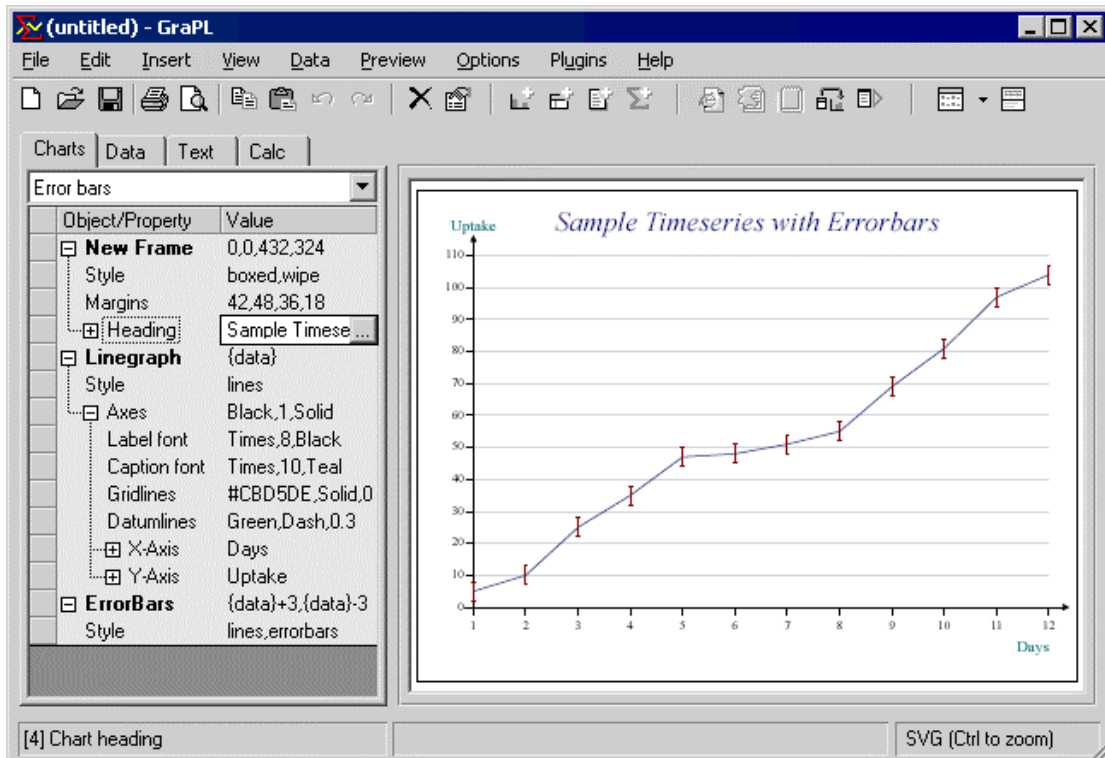 (untitled) - GraPL
File Edit Insert View Data Preview Options Plugins Help
Charts Data Text Calc
Error bars
Object/Property Value
New Frame 0,0,432,324
Style boxed,wipe
Margins 42,48,36,18
Heading Sample Timese ...
Linegraph {data}
Style lines
Axes Black,1,Solid
Label font Times,8,Black
Caption font Times,10,Teal
Gridlines #CBD5DE,Solid,0
Datumlines Green,Dash,0.3
X-Axis Days
Y-Axis Uptake
ErrorBars {data}+3,{data}-3
Style lines,errorbars
Sample Timeseries with Errorbars
Uptake
110
100
90
80
70
60
50
40
30
20
10
0
1 2 3 4 5 6 7 8 9 10 11 12
Days
[4] Chart heading
SVG (Ctrl to zoom)